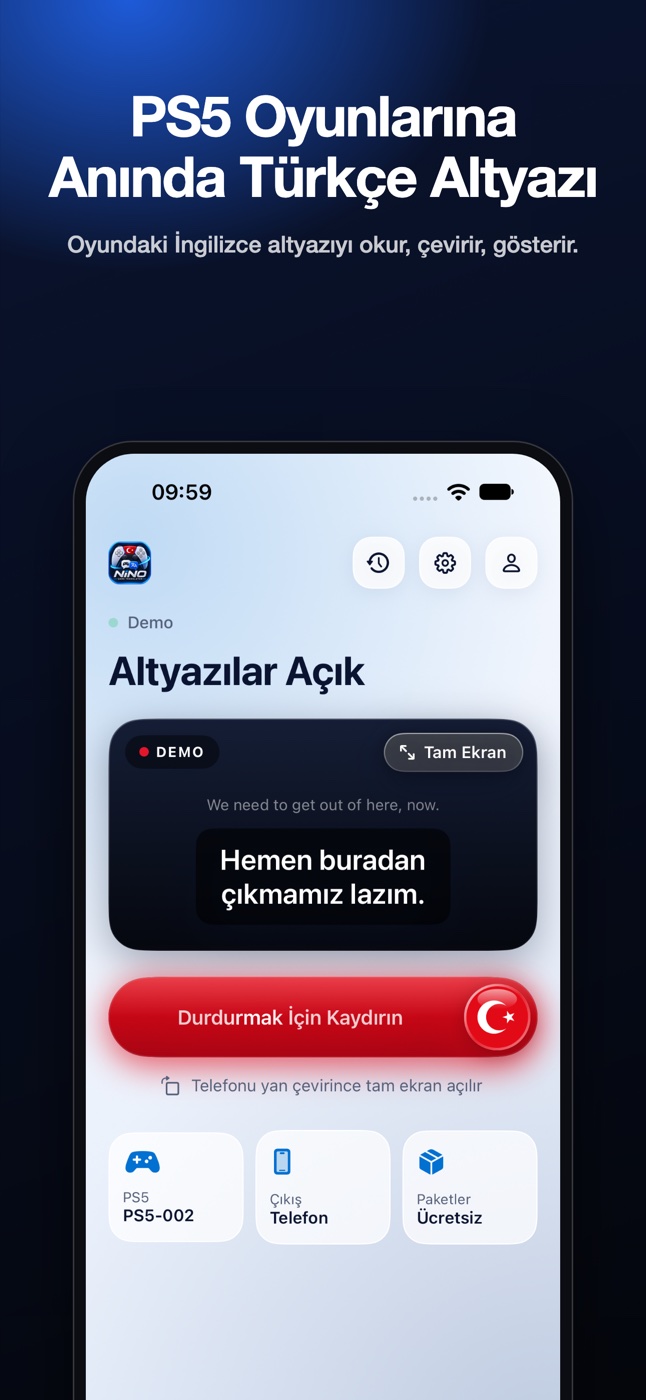 PS5 Oyunlarına
Anında Türkçe Altyazı
Oyundaki İngilizce altyazıyı okur, çevirir, gösterir.
09:59
NiNO
Demo
Altyazılar Açık
DEMO
Tam Ekran
We need to get out of here, now.
Hemen buradan
çıkmamız lazım.
Durdurmak İçin Kaydırın
Telefonu yan çevirince tam ekran açılır
PS5
PS5-002
Çıkış
Telefon
Paketler
Ücretsiz